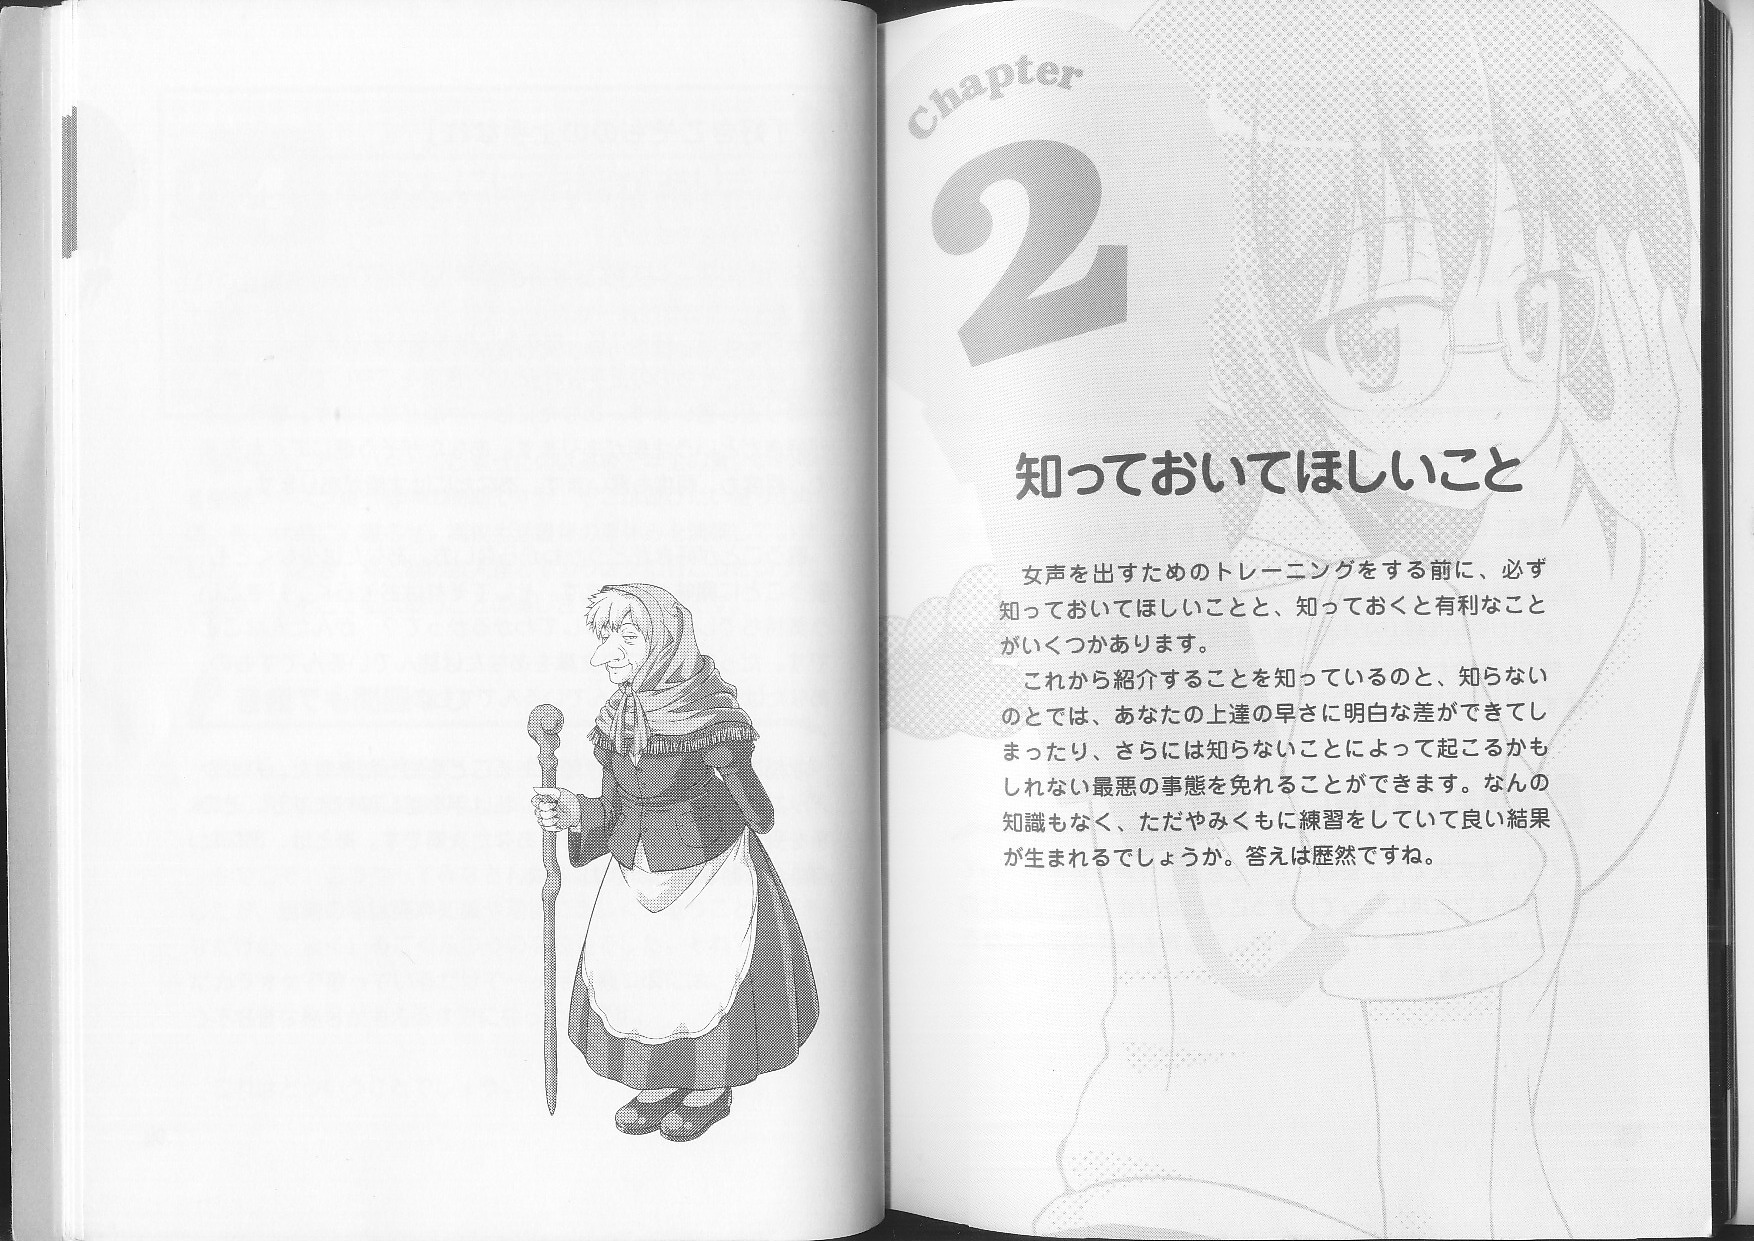 Chapter
2
知っておいてほしいこと
女声を出すためのトレーニングをする前に、必ず
知っておいてほしいことと、知っておくと有利なこと
がいくつかあります。
これから紹介することを知っているのと、知らない
のとでは、あなたの上達の早さに明白な差ができてし
まったり、さらには知らないことによって起こるかも
しれない最悪の事態を免れることができます。なんの
知識もなく、ただやみくもに練習をしていて良い結果
が生まれるでしょうか。答えは歴然ですね。